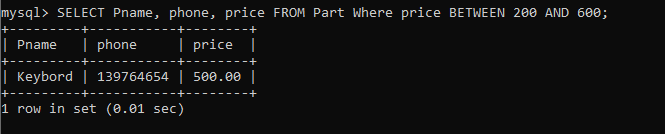 mysql> SELECT Pname, phone, price FROM Part Where price BETWEEN 200 AND 600;
+---------+-----------+--------+
| Pname   | phone     | price  |
+---------+-----------+--------+
| Keybord | 139764654 | 500.00 |
+---------+-----------+--------+
1 row in set (0.01 sec)